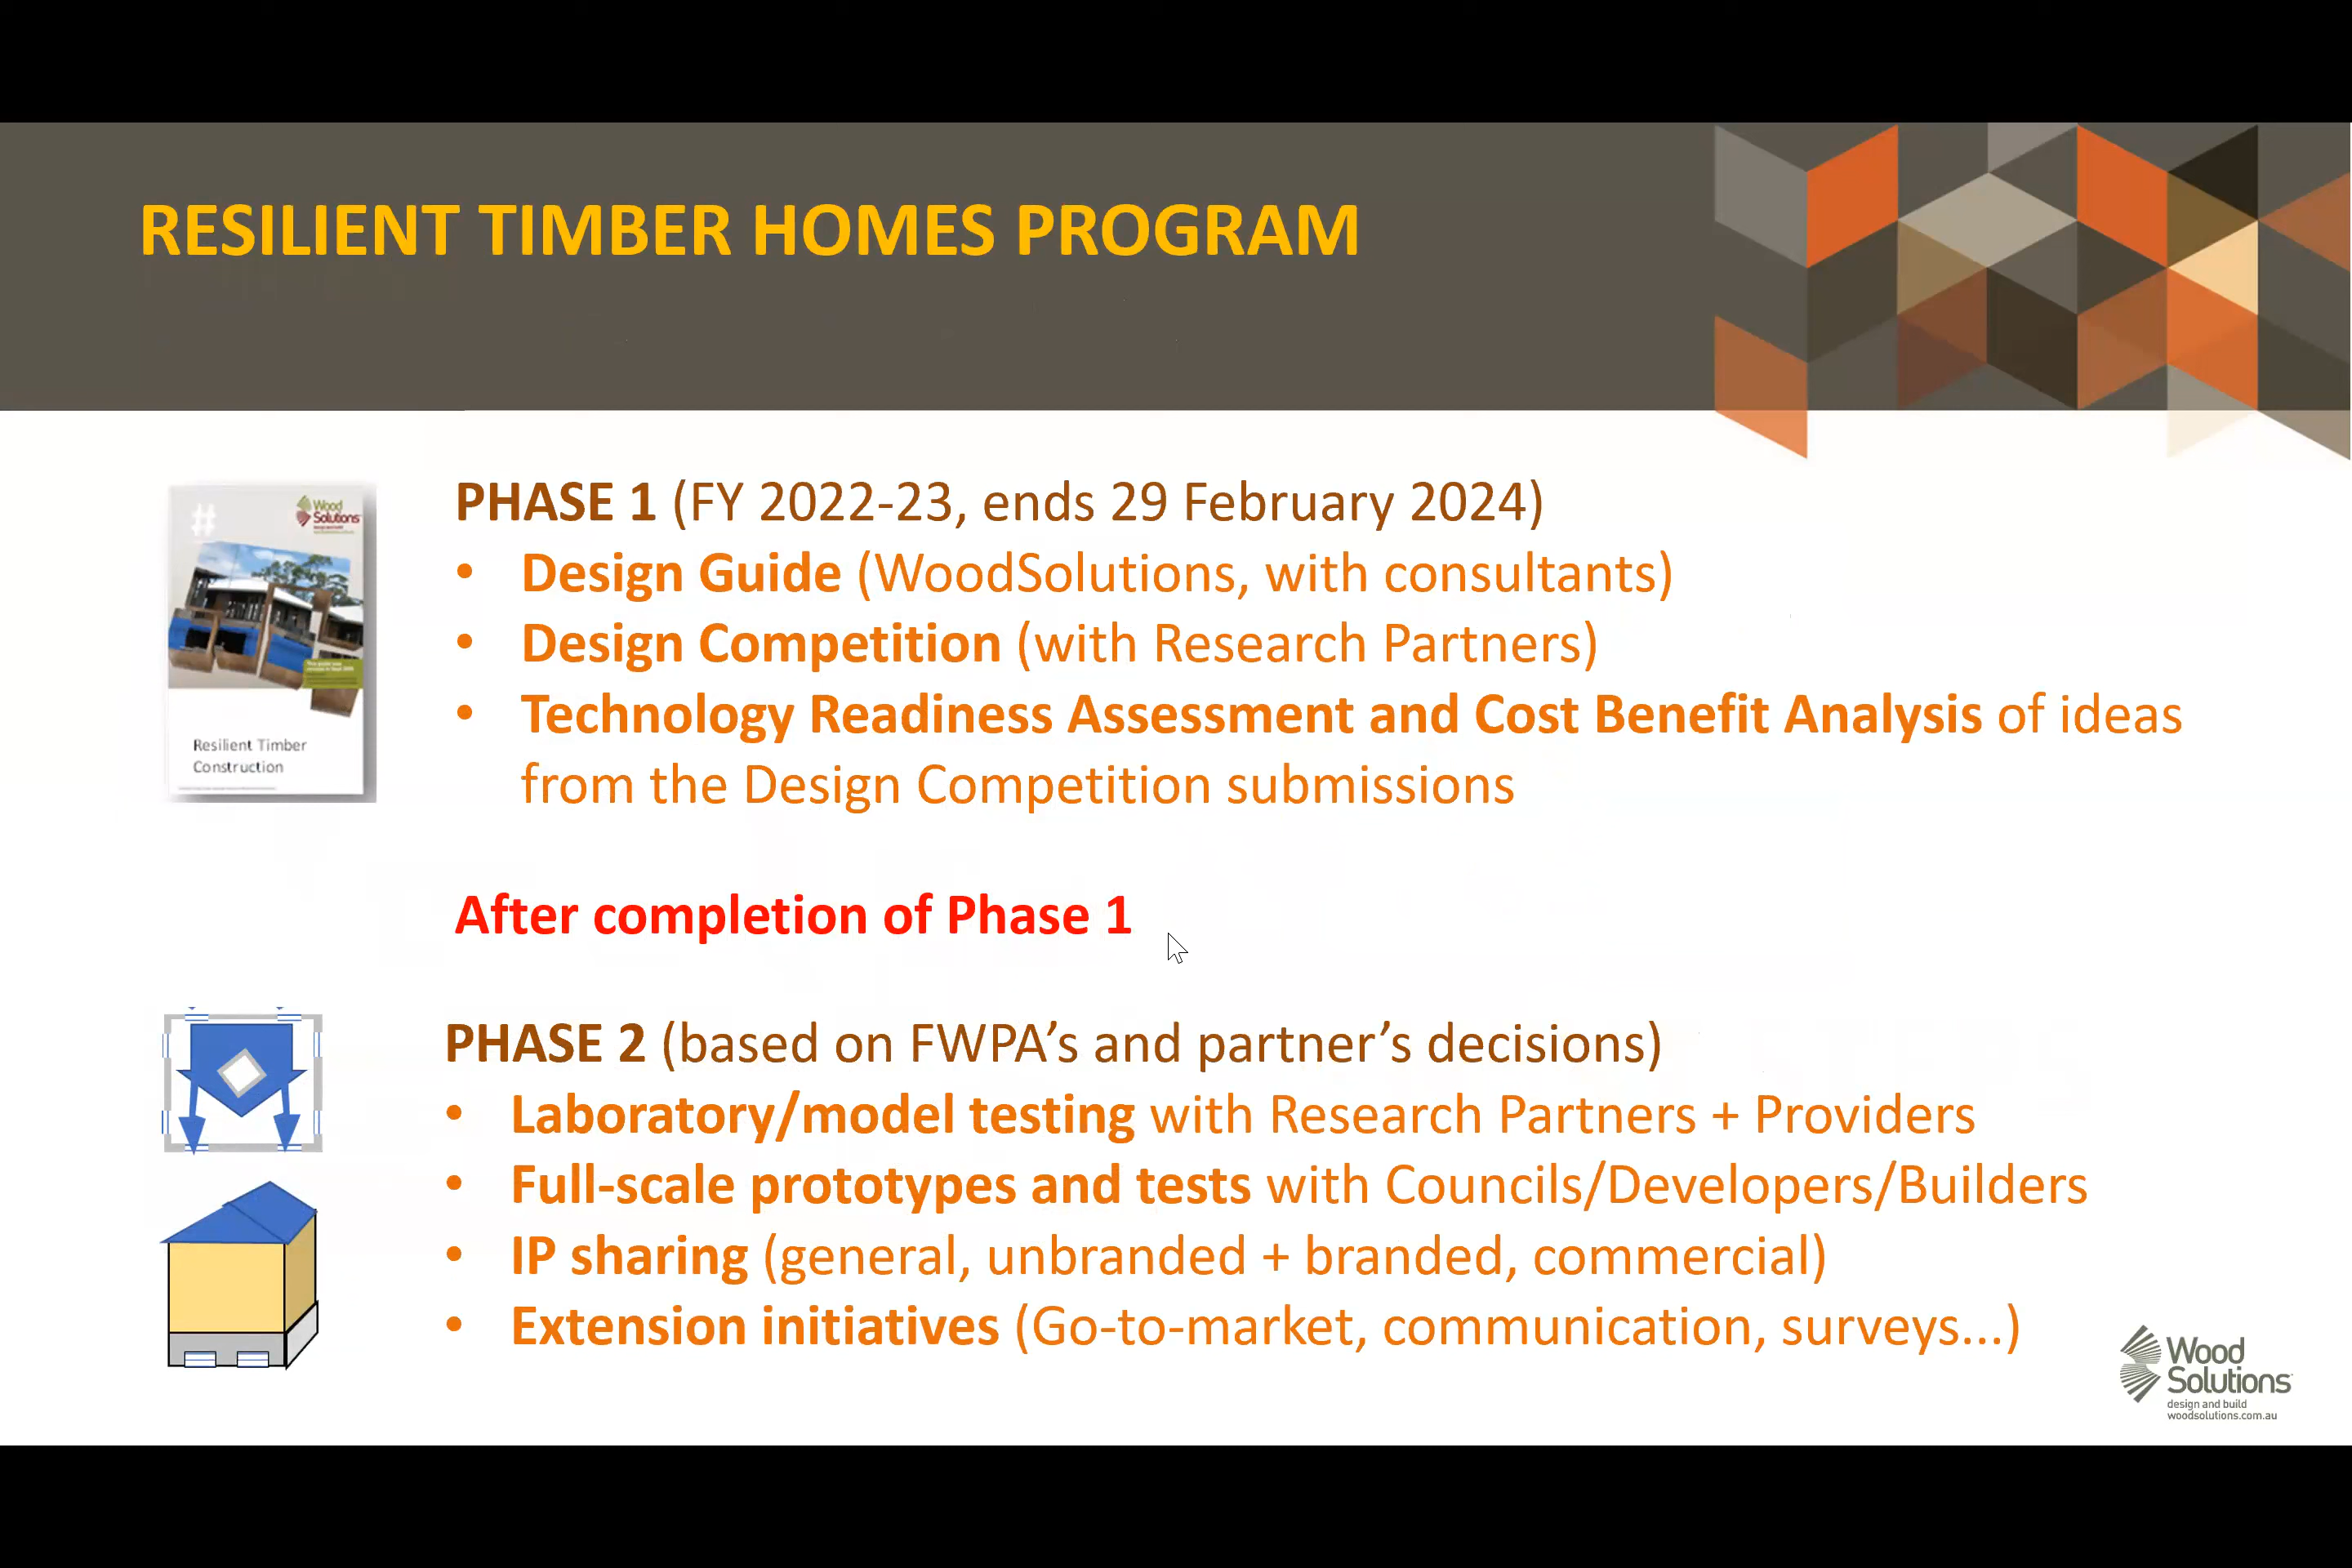 RESILIENT TIMBER HOMES PROGRAM
#
Wood
Solutions
Resilient Timber
Construction
PHASE 1 (FY 2022-23, ends 29 February 2024)
• Design Guide (WoodSolutions, with consultants)
• Design Competition (with Research Partners)
• Technology Readiness Assessment and Cost Benefit Analysis of ideas
from the Design Competition submissions
After completion of Phase 1
PHASE 2 (based on FWPA’s and partner’s decisions)
• Laboratory/model testing with Research Partners + Providers
• Full-scale prototypes and tests with Councils/Developers/Builders
• IP sharing (general, unbranded + branded, commercial)
• Extension initiatives (Go-to-market, communication, surveys...)
Wood
Solutions
design and build
woodsolutions.com.au